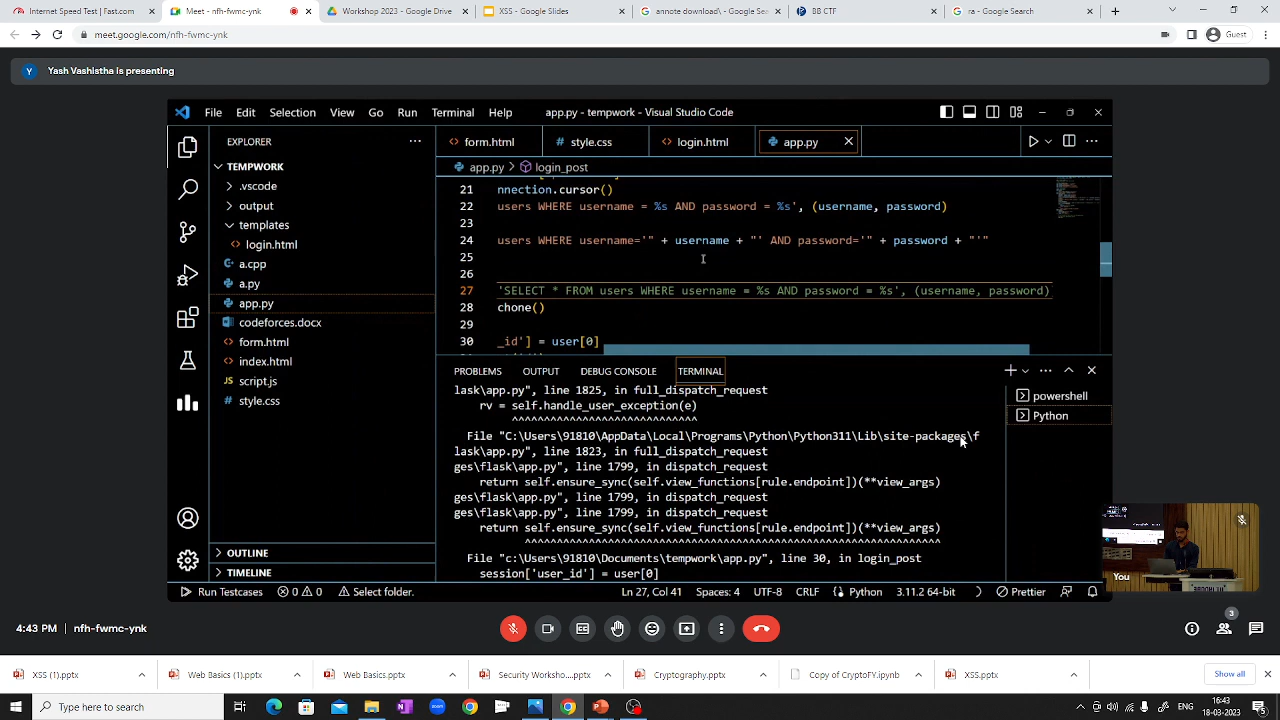 Internet Speed Test | Fast.com
Meet - nfh-fwmc-ynk
Workshop 2023 - Google Drive
XSS - Google Slides
annote download/ - Google Sea
BB CTF
ra - Google Search
meet.google.com/nfh-fwmc-ynk
Guest
Y
Yash Vashistha is presenting
File Edit Selection View Go Run Terminal Help
app.py - tempwork - Visual Studio Code
EXPLORER
form.html
style.css
login.html
app.py
TEMPWORK
app.py > login_post
.vscode
output
templates
login.html
a.cpp
a.py
app.py
codeforces.docx
form.html
index.html
script.js
style.css
21 nnection.cursor()
22 users WHERE username = %s AND password = %s', (username, password)
23
24 users WHERE username='" + username + "' AND password='" + password + "'"
25
26
27 'SELECT * FROM users WHERE username = %s AND password = %s', (username, password)
28 chone()
29
30 _id'] = user[0]
PROBLEMS OUTPUT DEBUG CONSOLE TERMINAL
powershell
Python
lask\app.py", line 1825, in full_dispatch_request
rv = self.handle_user_exception(e)
^^^^^^^^^^^^^^^^^^^^^^^^^^^^
File "C:\Users\91810\AppData\Local\Programs\Python\Python311\Lib\site-packages\f
lask\app.py", line 1823, in full_dispatch_request
ges\flask\app.py", line 1799, in dispatch_request
return self.ensure_sync(self.view_functions[rule.endpoint])(**view_args)
ges\flask\app.py", line 1799, in dispatch_request
ges\flask\app.py", line 1799, in dispatch_request
return self.ensure_sync(self.view_functions[rule.endpoint])(**view_args)
^^^^^^^^^^^^^^^^^^^^^^^^^^^^^^^^^^^^^^^^^^^^^^^^^^^^^^^^^^^^^^^^
File "c:\Users\91810\Documents\tempwork\app.py", line 30, in login_post
session['user_id'] = user[0]
OUTLINE
TIMELINE
You
Run Testcases 0 0 Select folder.
Ln 27, Col 41 Spaces: 4 UTF-8 CRLF Python 3.11.2 64-bit Prettier
4:43 PM | nfh-fwmc-ynk
3
XSS (1).pptx
Web Basics (1).pptx
Web Basics.pptx
Security Worksho....pptx
Cryptography.pptx
Copy of CryptoFY.pptx
XSS.pptx
Show all
Type here to search
16:43
18-03-2023